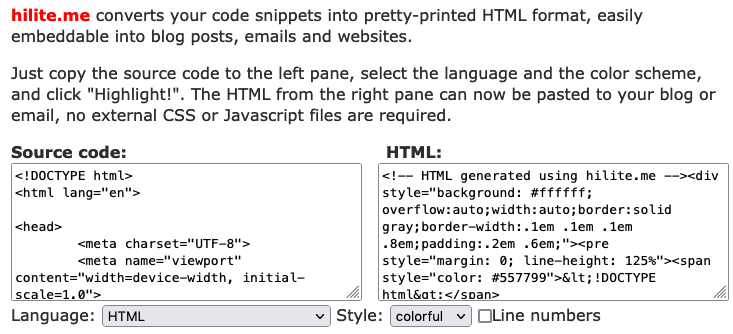 hilite.me converts your code snippets into pretty-printed HTML format, easily
embeddable into blog posts, emails and websites.
Just copy the source code to the left pane, select the language and the color scheme,
and click "Highlight!". The HTML from the right pane can now be pasted to your blog or
email, no external CSS or Javascript files are required.
Source code:
<!DOCTYPE html>
<html lang="en">
<head>
<meta charset="UTF-8">
<meta name="viewport"
content="width=device-width, initial-
scale=1.0">
HTML:
<!-- HTML generated using hilite.me --><div
style="background: #ffffff;
overflow:auto;width:auto;border:solid
gray;border-width:.1em .1em .1em
.8em;padding:.2em .6em;"><pre
style="margin: 0; line-height: 125%"><span
style="color: #557799">&lt;!DOCTYPE
html&gt;</span>
Language: HTML Style: colorful Line numbers